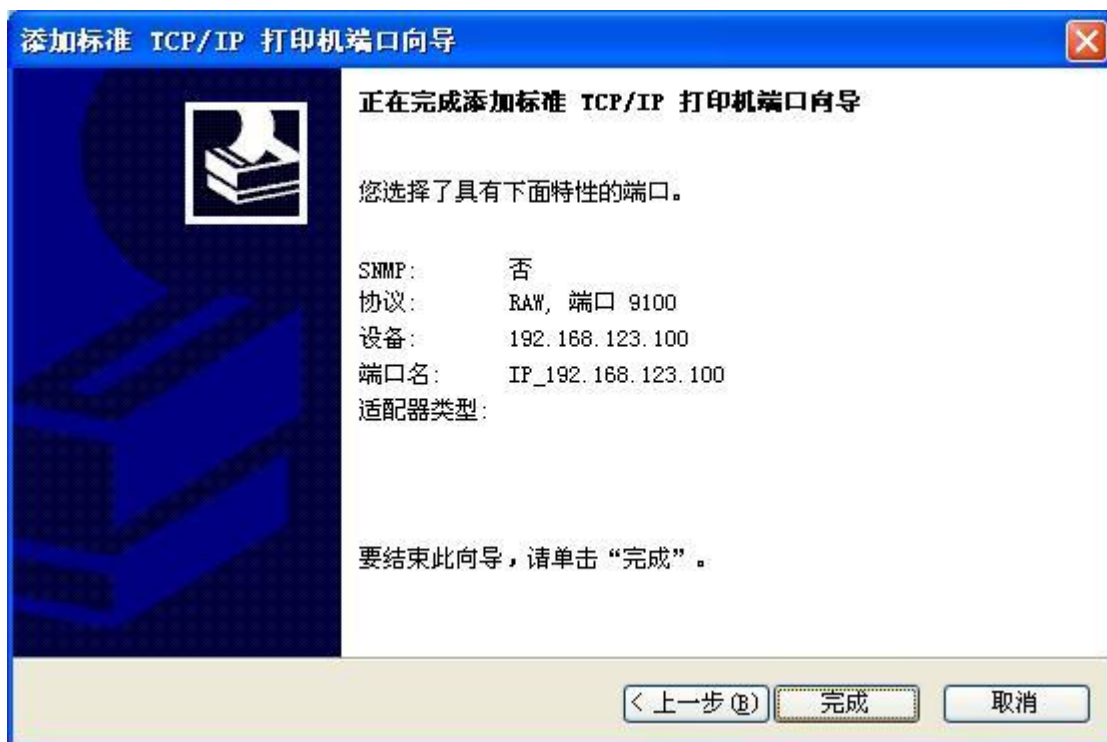 添加标准 TCP/IP 打印机端口向导
正在完成添加标准 TCP/IP 打印机端口向导
您选择了具有下面特性的端口。
SNMP: 否
协议: RAW, 端口 9100
设备: 192.168.123.100
端口名: IP_192.168.123.100
适配器类型:
要结束此向导，请单击“完成”。
< 上一步(B) 完成 取消